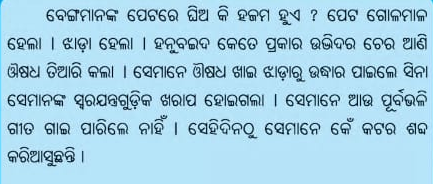 ବେଙ୍ଗମାନଙ୍କ ପେଟରେ ଘିଅ କି ହଜମ ହୁଏ ? ପେଟ ଗୋଳମାଳ
ହେଲା । ଝାଡ଼ା ହେଲା । ହନୁବଇଦ କେତେ ପ୍ରକାର ଉଦ୍ଭିଦର ଚେର ଆଣି
ଔଷଧ ତିଆରି କଲା । ସେମାନେ ଔଷଧ ଖାଇ ଝାଡ଼ାରୁ ଉଦ୍ଧାର ପାଇଲେ ସିନା
ସେମାନଙ୍କ ସ୍ୱରଯନ୍ତ୍ରଗୁଡ଼ିକ ଖରାପ ହୋଇଗଲା । ସେମାନେ ଆଉ ପୂର୍ବଭଳି
ଗୀତ ଗାଇ ପାରିଲେ ନାହିଁ । ସେହିଦିନଠୁ ସେମାନେ କେଁ କଟର ଶବ୍ଦ
କରିଆସୁଛନ୍ତି ।